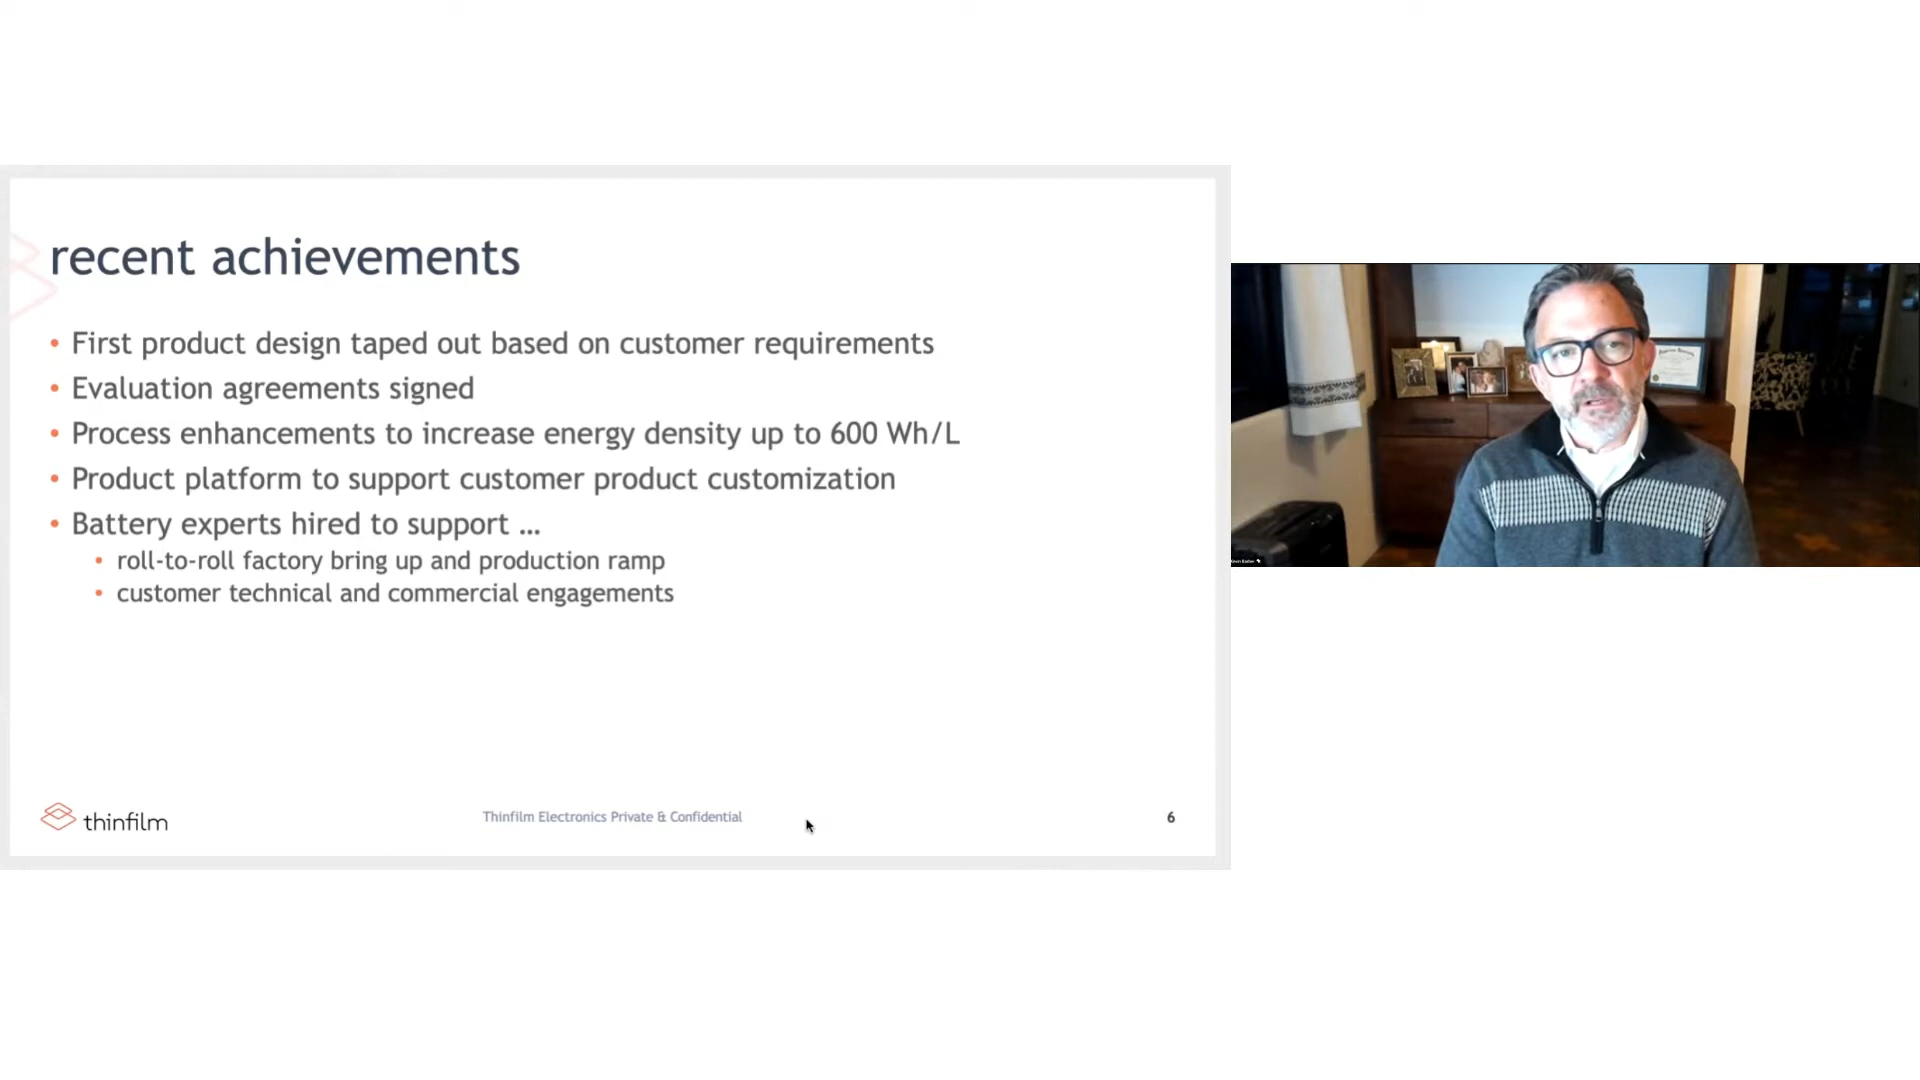 recent achievements
• First product design taped out based on customer requirements
• Evaluation agreements signed
• Process enhancements to increase energy density up to 600 Wh/L
• Product platform to support customer product customization
• Battery experts hired to support ...
• roll-to-roll factory bring up and production ramp
• customer technical and commercial engagements
thinfilm
Thinfilm Electronics Private & Confidential
6